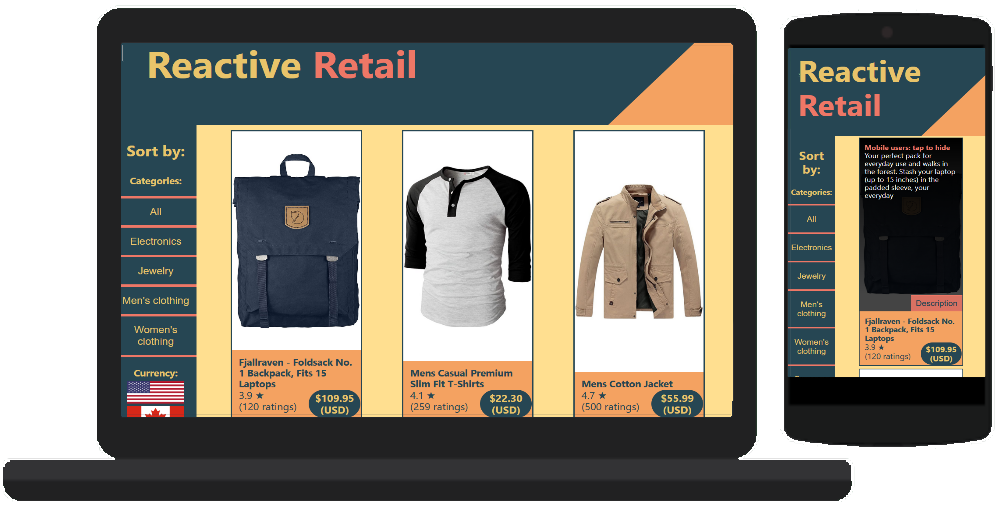 Reactive Retail
Sort by:
Categories:
All
Electronics
Jewelry
Men's clothing
Women's
clothing
Currency:
Fjallraven - Foldsack No.
1 Backpack, Fits 15
Laptops
3.9 ★
(120 ratings)
$109.95
(USD)
Mens Casual Premium
Slim Fit T-Shirts
4.1 ★
(259 ratings)
$22.30
(USD)
Mens Cotton Jacket
4.7 ★
(500 ratings)
$55.99
(USD)
Reactive
Retail
Sort
by:
Categories:
All
Electronics
Jewelry
Men's
clothing
Women's
clothing
Mobile users: tap to hide
Your perfect pack for
everyday use and walks in
the forest. Stash your laptop
(up to 15 inches) in the
padded sleeve, your
everyday
Description
Fjallraven - Foldsack No.
1 Backpack, Fits 15
Laptops
3.9 ★
(120 ratings)
$109.95
(USD)